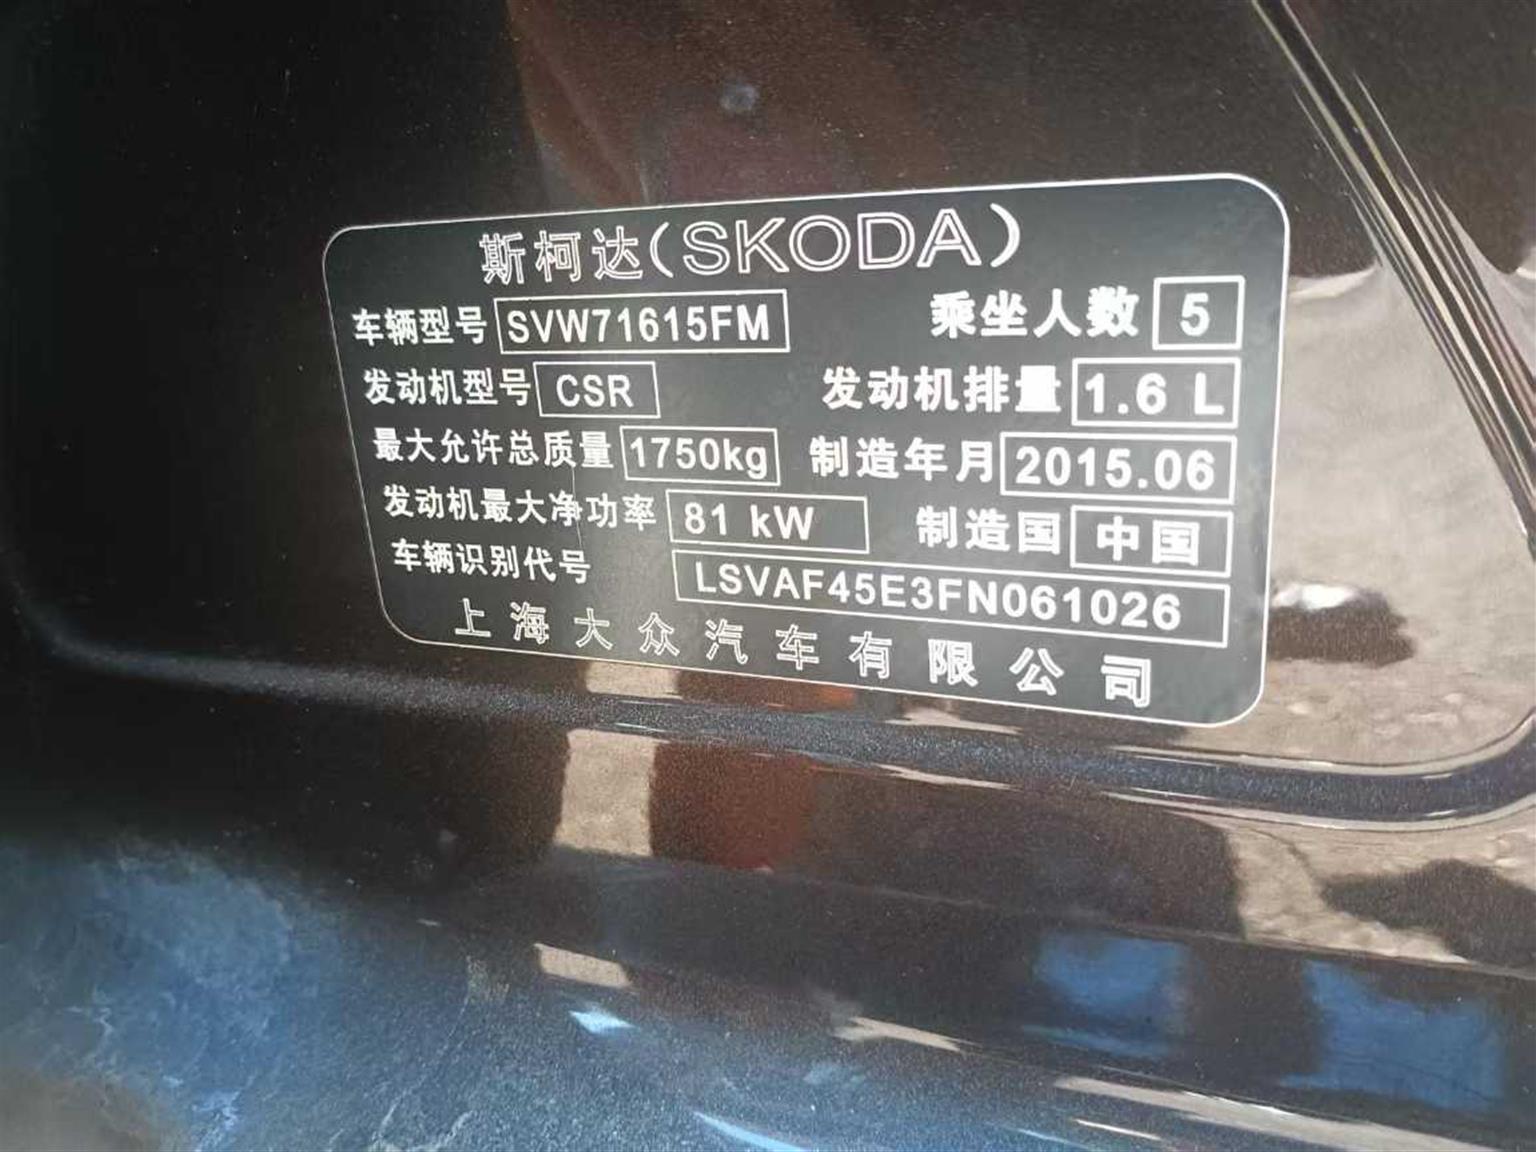 斯柯达(SKODA)
车辆型号 SVW71615FM 乘坐人数 5
发动机型号 CSR 发动机排量 1.6 L
最大允许总质量 1750kg 制造年月 2015.06
发动机最大净功率 81 kW 制造国 中国
车辆识别代号 LSVAF45E3FN061026
上海大众汽车有限公司